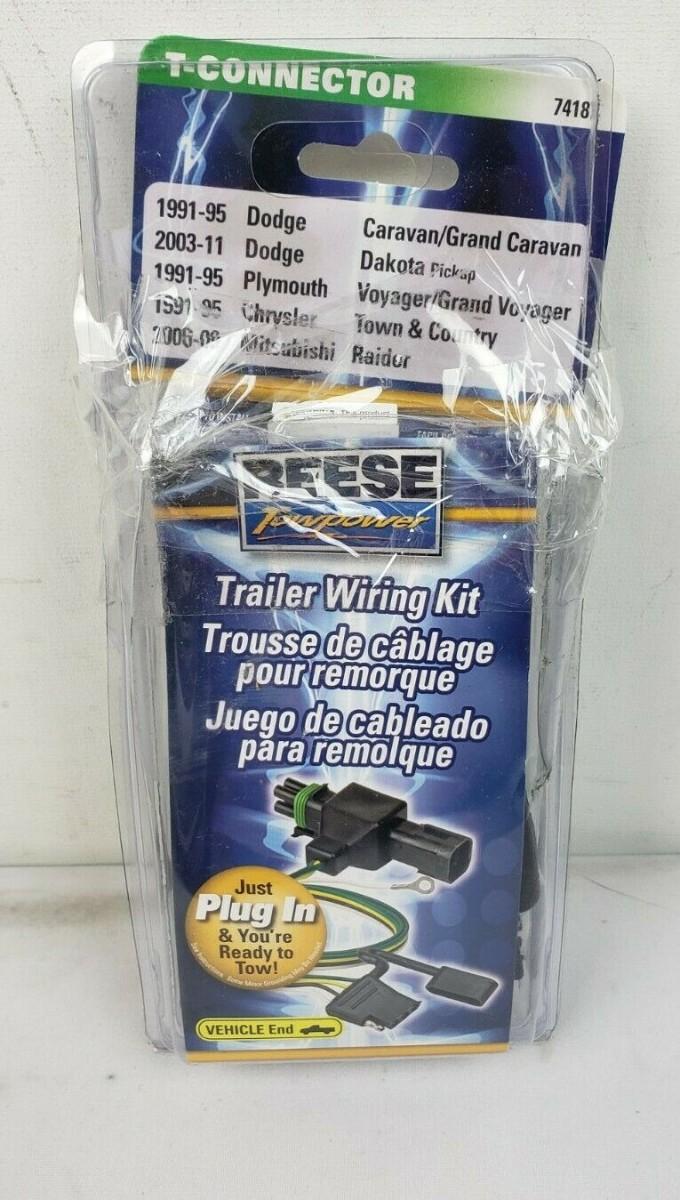 T-CONNECTOR
7418
1991-95 Dodge Caravan/Grand Caravan
2003-11 Dodge Dakota Pickup
1991-95 Plymouth Voyager/Grand Voyager
1991-95 Chrysler Town & Country
2006-09 Mitsubishi Raider
REESE
Towpower
Trailer Wiring Kit
Trousse de câblage
pour remorque
Juego de cableado
para remolque
Just
Plug In
& You're
Ready to
Tow!
VEHICLE End